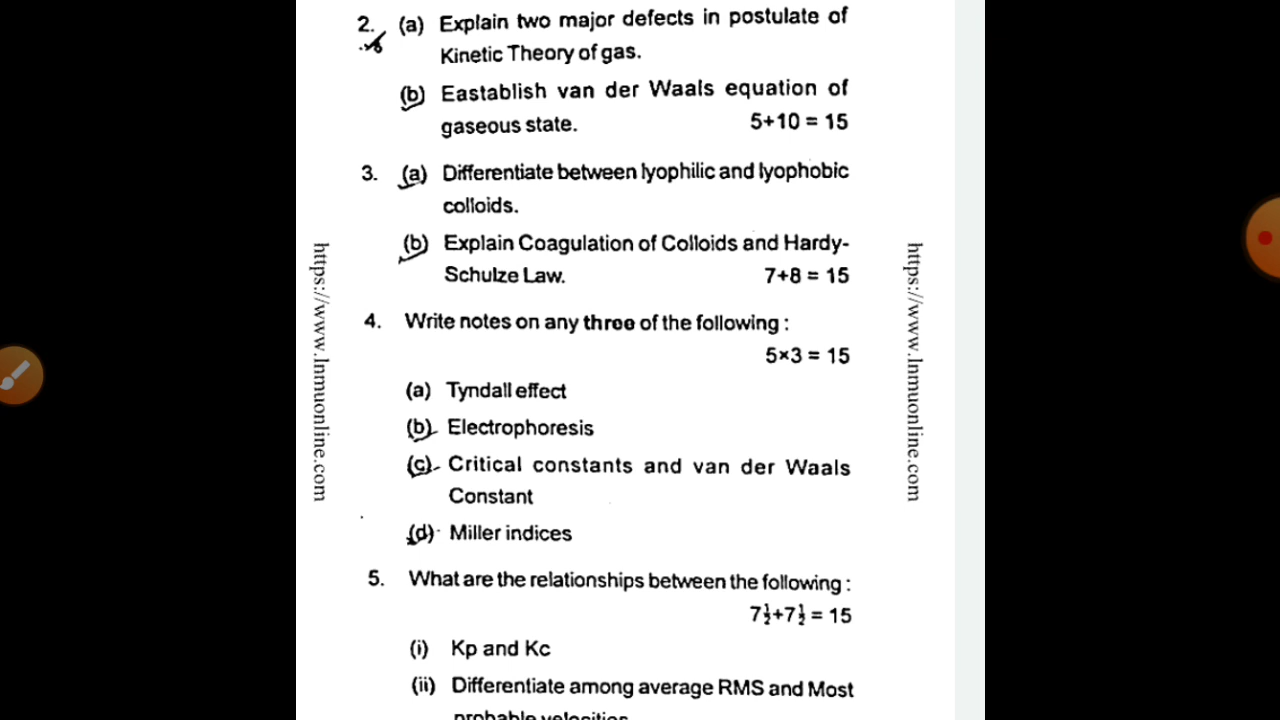 2. (a) Explain two major defects in postulate of
Kinetic Theory of gas.
(b) Eastablish van der Waals equation of
gaseous state. 5+10 = 15
3. (a) Differentiate between lyophilic and lyophobic
colloids.
(b) Explain Coagulation of Colloids and Hardy-
Schulze Law. 7+8 = 15
4. Write notes on any three of the following :
5×3 = 15
(a) Tyndall effect
(b) Electrophoresis
(c) Critical constants and van der Waals
Constant
(d) Miller indices
5. What are the relationships between the following :
7½+7½ = 15
(i) Kp and Kc
(ii) Differentiate among average RMS and Most
probable velocities
https://www.lnmuonline.com
https://www.lnmuonline.com